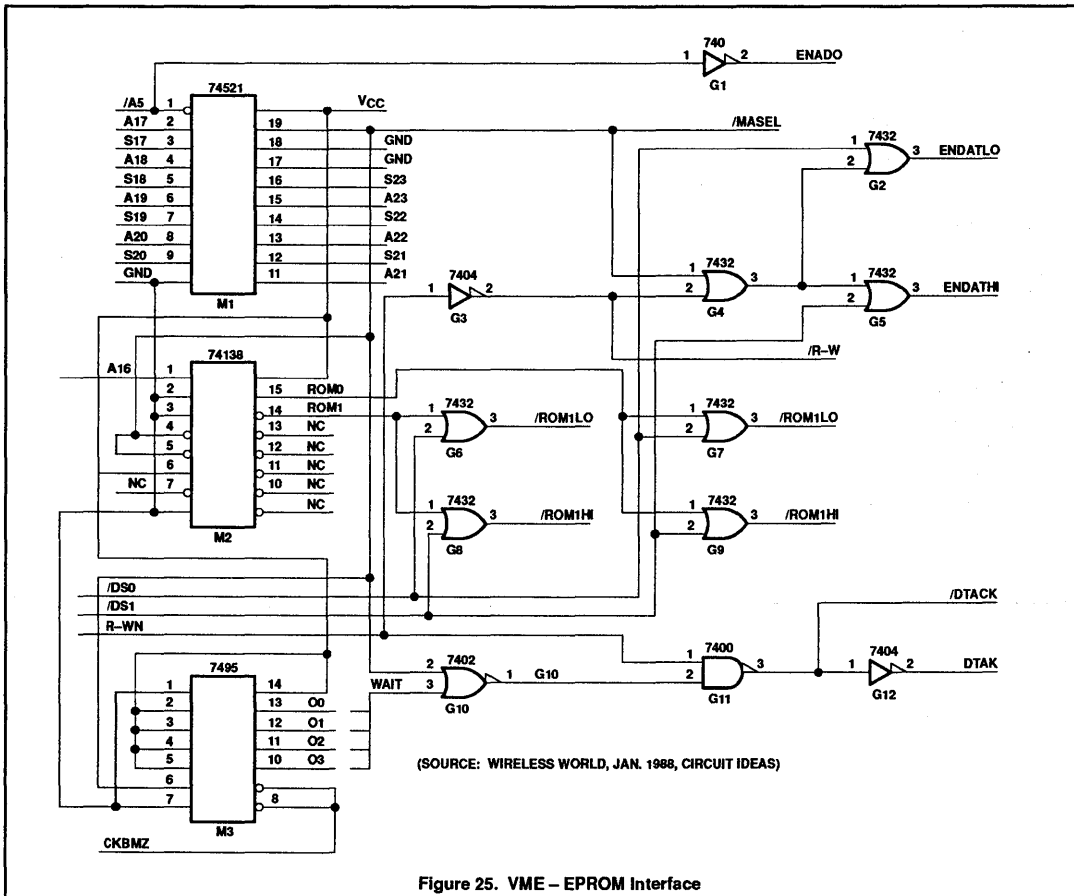 740
1
2
ENADO
G1
74521
/A5 1
A17 2
S17 3
A18 4
S18 5
A19 6
S19 7
A20 8
S20 9
GND
VCC
19
18 GND
17 GND
16 S23
15 A23
14 S22
13 A22
12 S21
11 A21
M1
/MASEL
7432
1
2
3
ENDATLO
G2
7404
1
2
G3
7432
1
2
3
G4
7432
1
2
3
ENDATHI
G5
/R–W
74138
A16 1
2
3
4
5
6
NC 7
15 ROM0
14 ROM1
13 NC
12 NC
11 NC
10 NC
NC
M2
7432
1
2
3
/ROM1LO
G6
7432
1
2
3
/ROM1LO
G7
7432
1
2
3
/ROM1HI
G8
7432
1
2
3
/ROM1HI
G9
/DS0
/DS1
R–WN
7495
1
2
3
4
5
6
7
14
13 O0
12 O1
11 O2
10 O3
8
M3
CKBMZ
WAIT
7402
2
3
1
G10
G10
7400
1
2
3
G11
/DTACK
7404
1
2
DTAK
G12
(SOURCE: WIRELESS WORLD, JAN. 1988, CIRCUIT IDEAS)
Figure 25. VME – EPROM Interface